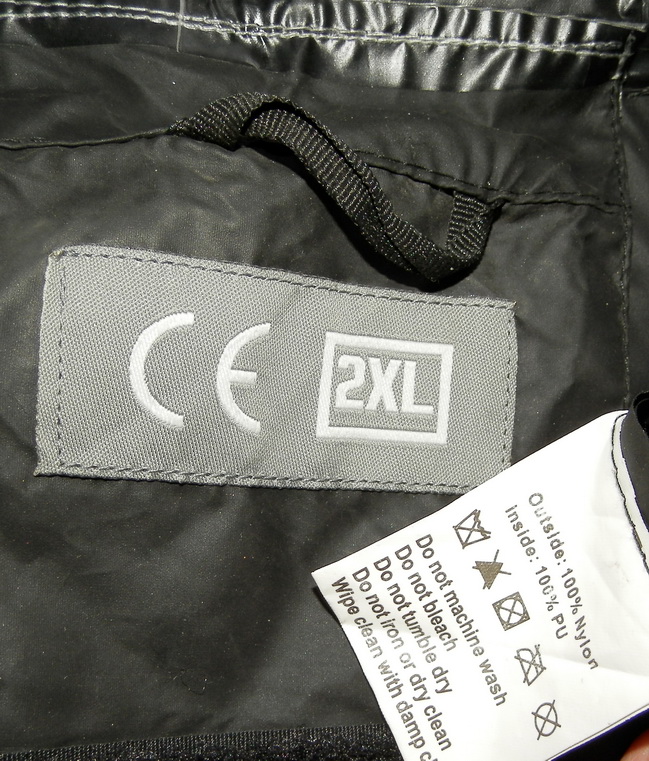 CE
2XL
Outside: 100% Nylon
inside: 100% PU
Do not machine wash
Do not bleach
Do not tumble dry
Do not iron or dry clean
Wipe clean with damp